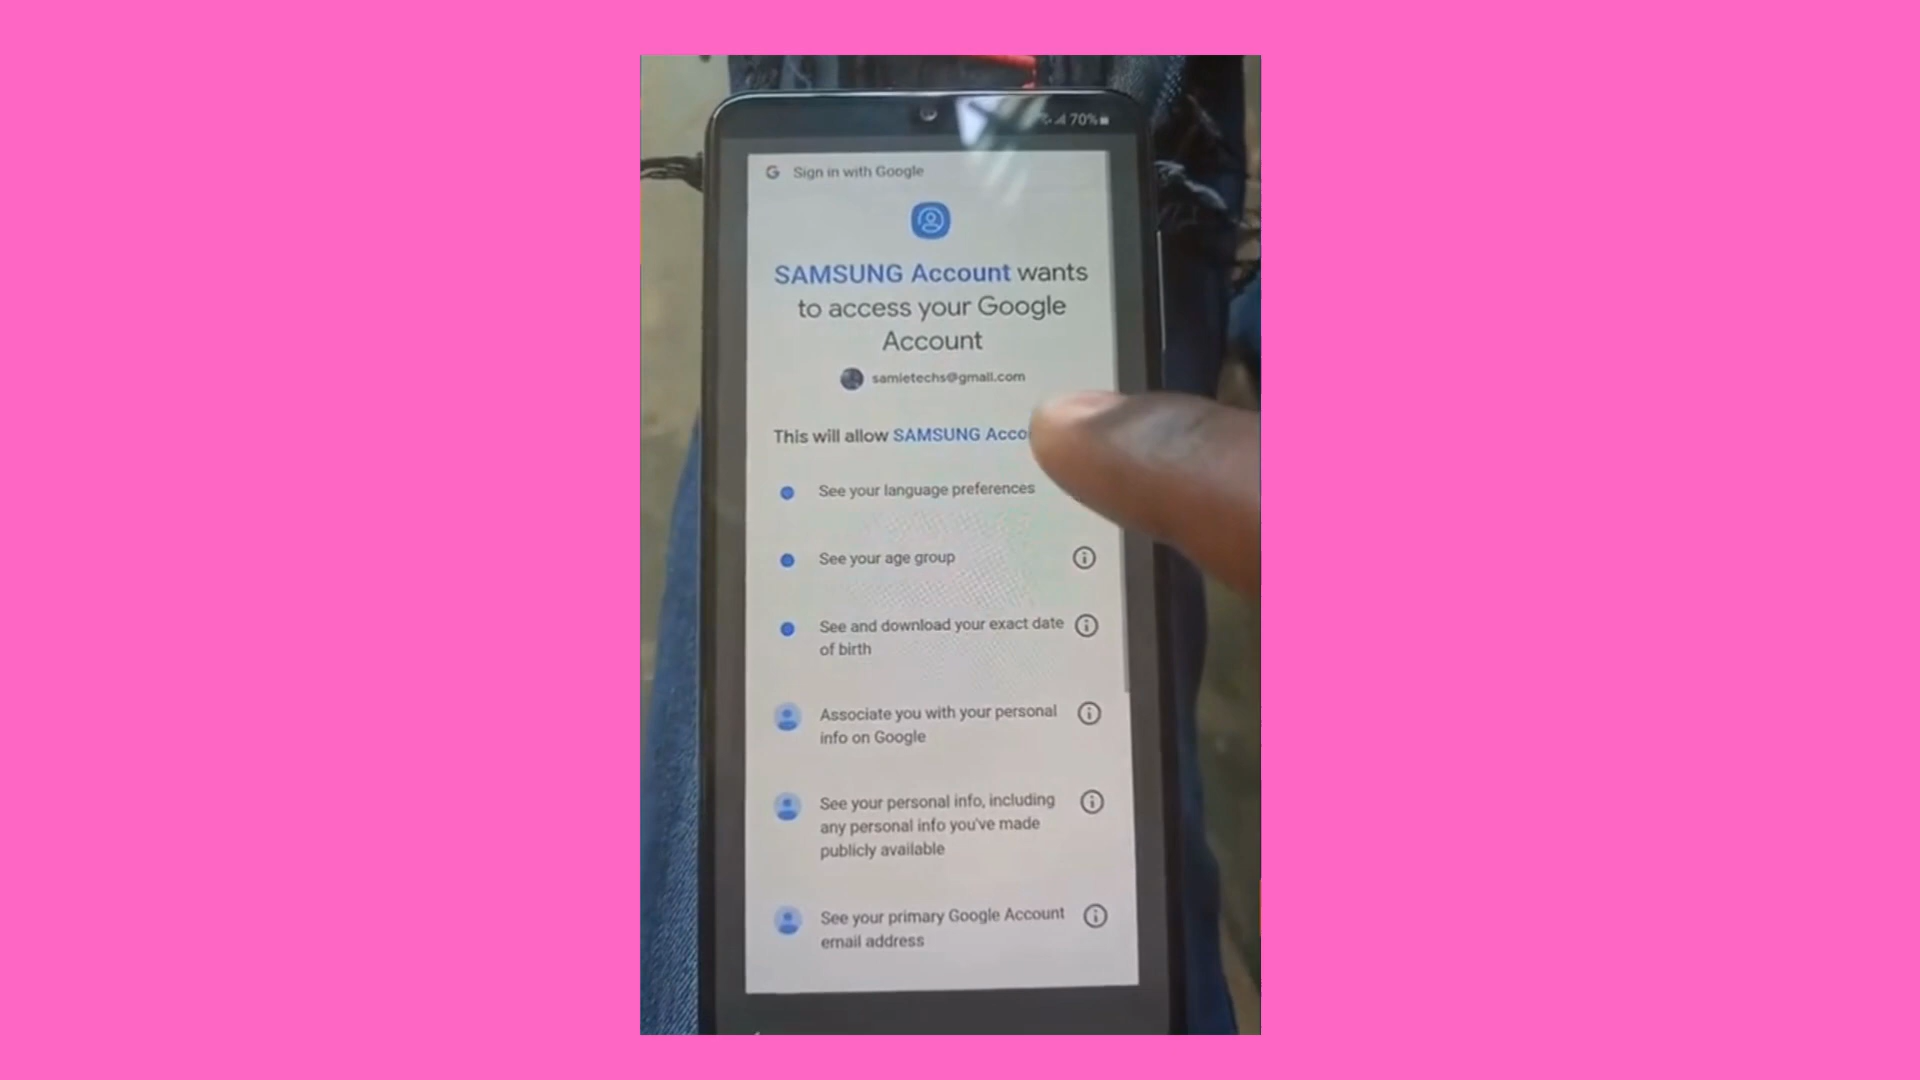 70%
G Sign in with Google
SAMSUNG Account wants
to access your Google
Account
samietechs@gmail.com
This will allow SAMSUNG Acco
See your language preferences
See your age group
See and download your exact date
of birth
Associate you with your personal
info on Google
See your personal info, including
any personal info you've made
publicly available
See your primary Google Account
email address